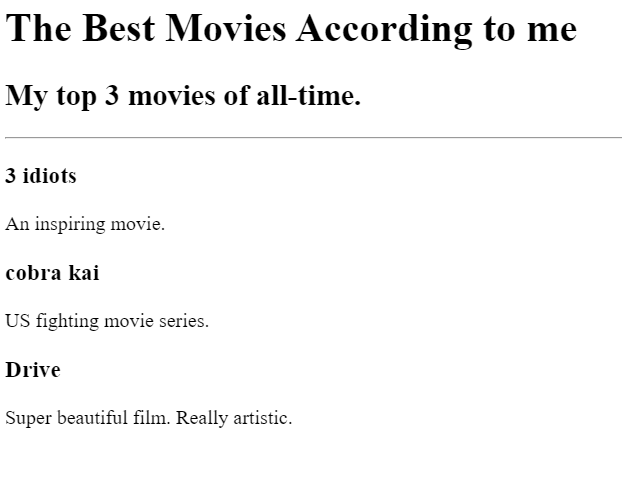 The Best Movies According to me
My top 3 movies of all-time.
3 idiots
An inspiring movie.
cobra kai
US fighting movie series.
Drive
Super beautiful film. Really artistic.